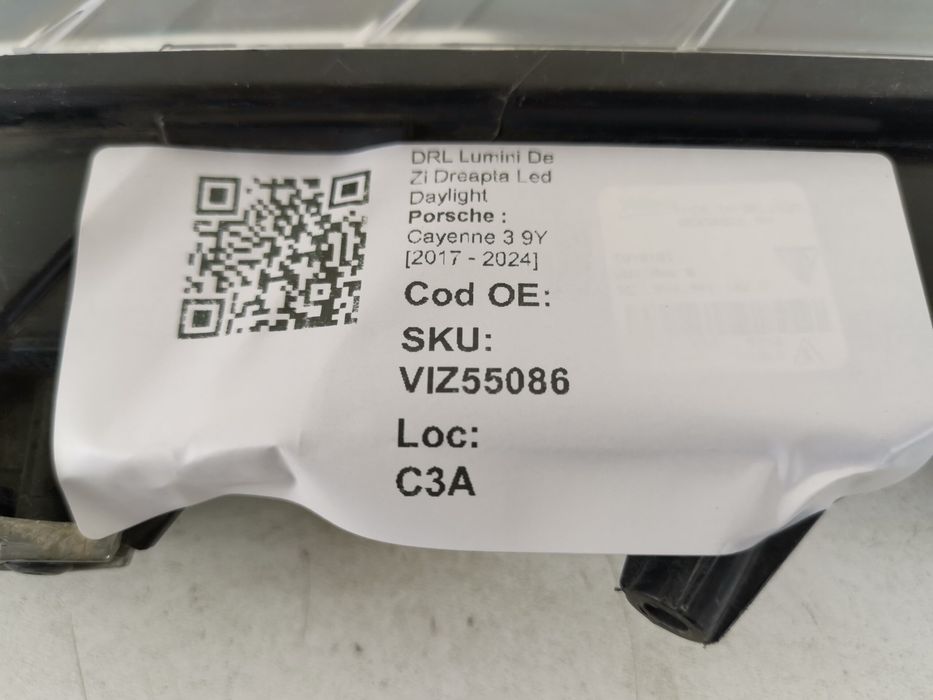 DRL Lumini De
Zi Dreapta Led
Daylight
Porsche :
Cayenne 3 9Y
[2017 - 2024]
Cod OE:
SKU:
VIZ55086
Loc:
C3A